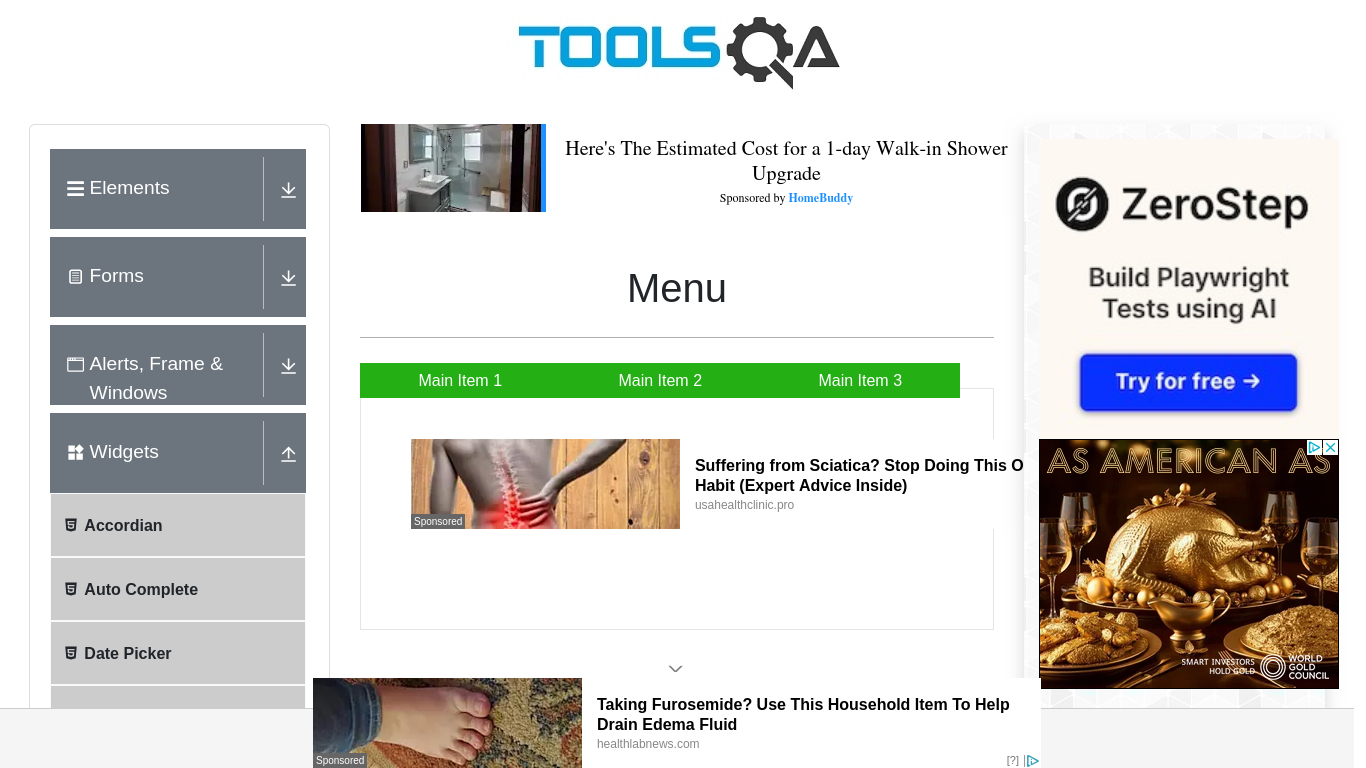 TOOLSQA
Elements
Forms
Alerts, Frame &
Windows
Widgets
Accordian
Auto Complete
Date Picker
Here's The Estimated Cost for a 1-day Walk-in Shower
Upgrade
Sponsored by HomeBuddy
Menu
Main Item 1
Main Item 2
Main Item 3
Sponsored
Suffering from Sciatica? Stop Doing This O
Habit (Expert Advice Inside)
usahealthclinic.pro
ZeroStep
Build Playwright
Tests using AI
Try for free →
AS AMERICAN AS
SMART INVESTORS
HOLD GOLD
WORLD
GOLD
COUNCIL
Sponsored
Taking Furosemide? Use This Household Item To Help
Drain Edema Fluid
healthlabnews.com
[?]